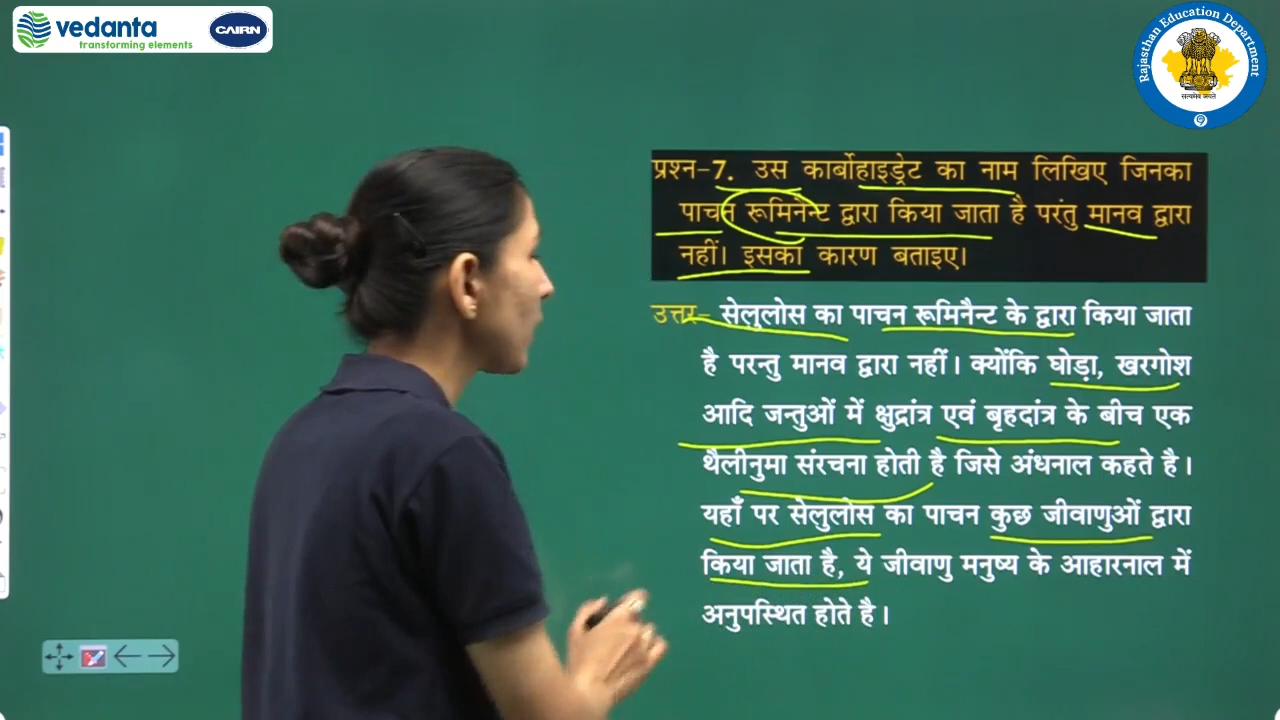 vedanta
transforming elements
CAIRN
Rajasthan Education Department
सत्यमेव जयते
प्रश्न-7. उस कार्बोहाइड्रेट का नाम लिखिए जिनका
पाचन रूमिनैन्ट द्वारा किया जाता है परंतु मानव द्वारा
नहीं। इसका कारण बताइए।
उत्तर- सेलुलोस का पाचन रूमिनैन्ट के द्वारा किया जाता
है परन्तु मानव द्वारा नहीं। क्योंकि घोड़ा, खरगोश
आदि जन्तुओं में क्षुद्रांत्र एवं बृहदांत्र के बीच एक
थैलीनुमा संरचना होती है जिसे अंधनाल कहते है।
यहाँ पर सेलुलोस का पाचन कुछ जीवाणुओं द्वारा
किया जाता है, ये जीवाणु मनुष्य के आहारनाल में
अनुपस्थित होते है।